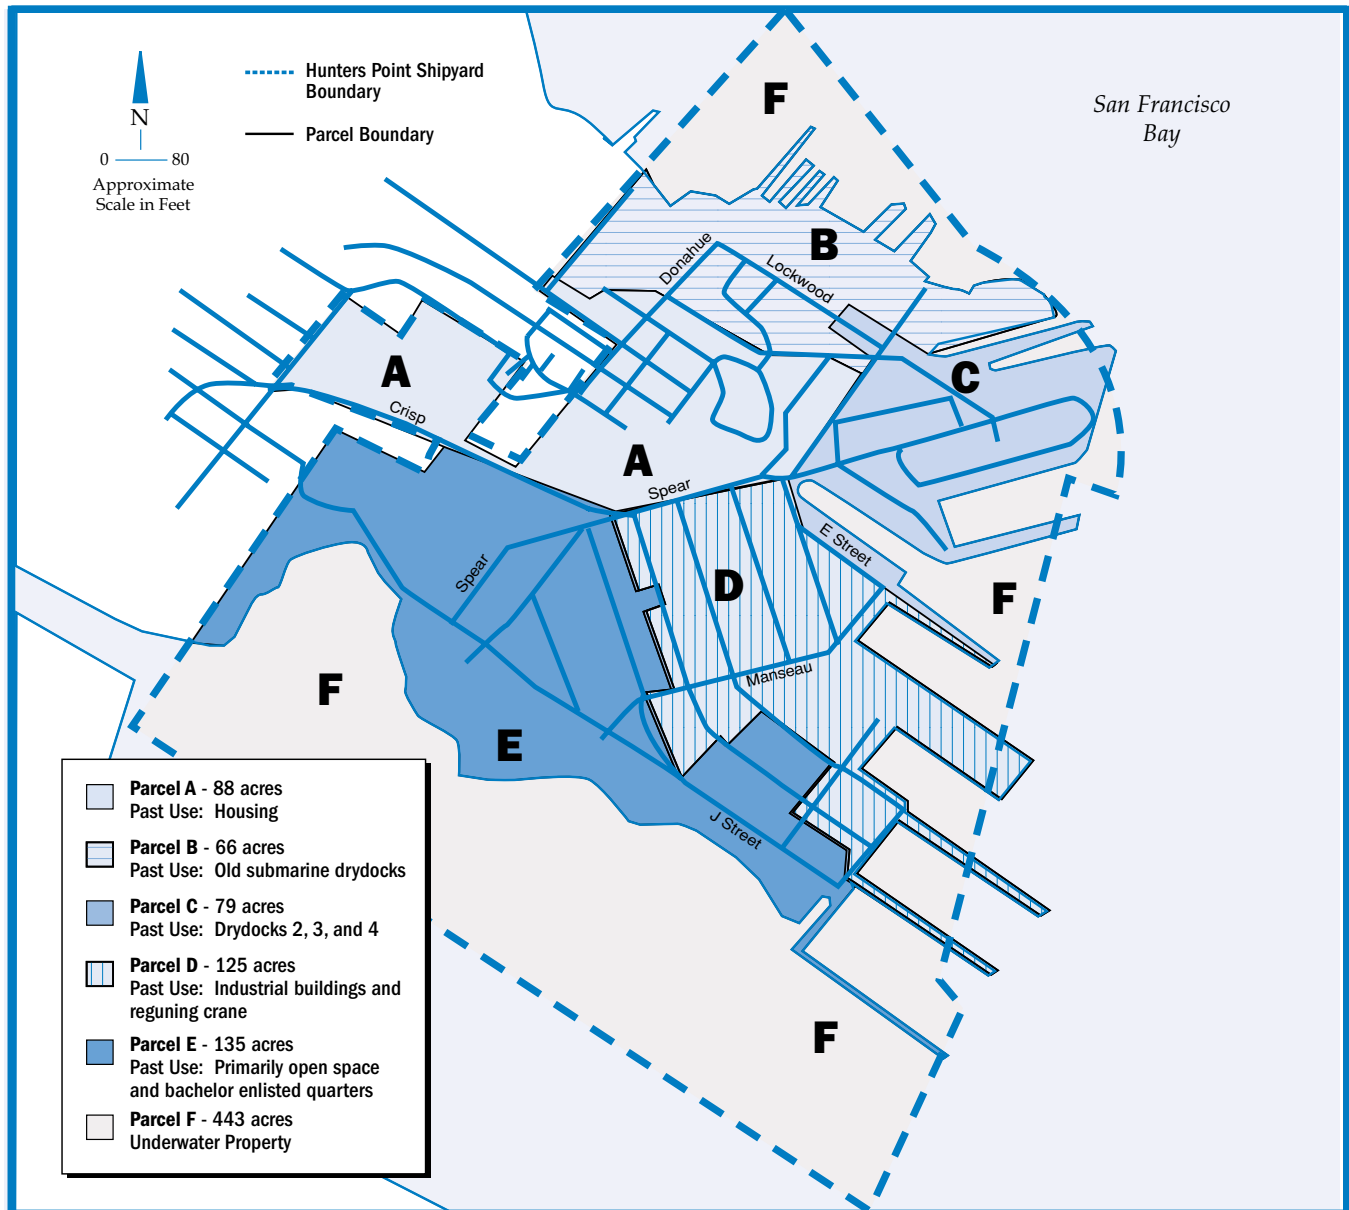 Hunters Point Shipyard
Boundary
Parcel Boundary
N
0 80
Approximate
Scale in Feet
San Francisco
Bay
F
B
Donahue
Lockwood
A
C
Crisp
A
Spear
E Street
Spear
D
F
Manseau
F
E
J Street
F
Parcel A - 88 acres
Past Use: Housing
Parcel B - 66 acres
Past Use: Old submarine drydocks
Parcel C - 79 acres
Past Use: Drydocks 2, 3, and 4
Parcel D - 125 acres
Past Use: Industrial buildings and
reguning crane
Parcel E - 135 acres
Past Use: Primarily open space
and bachelor enlisted quarters
Parcel F - 443 acres
Underwater Property